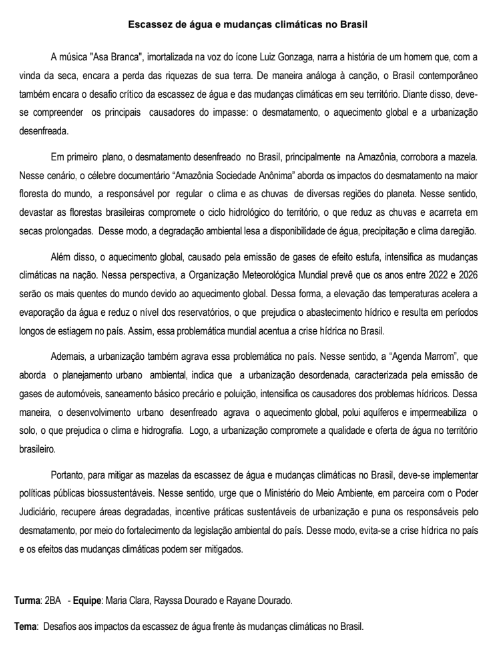 Escassez de água e mudanças climáticas no Brasil
A música "Asa Branca", imortalizada na voz do ícone Luiz Gonzaga, narra a história de um homem que, com a
vinda da seca, encara a perda das riquezas de sua terra. De maneira análoga à canção, o Brasil contemporâneo
também encara o desafio crítico da escassez de água e das mudanças climáticas em seu território. Diante disso, deve-
se compreender os principais causadores do impasse: o desmatamento, o aquecimento global e a urbanização
desenfreada.
Em primeiro plano, o desmatamento desenfreado no Brasil, principalmente na Amazônia, corrobora a mazela.
Nesse cenário, o célebre documentário “Amazônia Sociedade Anônima” aborda os impactos do desmatamento na maior
floresta do mundo, a responsável por regular o clima e as chuvas de diversas regiões do planeta. Nesse sentido,
devastar as florestas brasileiras compromete o ciclo hidrológico do território, o que reduz as chuvas e acarreta em
secas prolongadas. Desse modo, a degradação ambiental lesa a disponibilidade de água, precipitação e clima daregião.
Além disso, o aquecimento global, causado pela emissão de gases de efeito estufa, intensifica as mudanças
climáticas na nação. Nessa perspectiva, a Organização Meteorológica Mundial prevê que os anos entre 2022 e 2026
serão os mais quentes do mundo devido ao aquecimento global. Dessa forma, a elevação das temperaturas acelera a
evaporação da água e reduz o nível dos reservatórios, o que prejudica o abastecimento hídrico e resulta em períodos
longos de estiagem no país. Assim, essa problemática mundial acentua a crise hídrica no Brasil.
Ademais, a urbanização também agrava essa problemática no país. Nesse sentido, a “Agenda Marrom”, que
aborda o planejamento urbano ambiental, indica que a urbanização desordenada, caracterizada pela emissão de
gases de automóveis, saneamento básico precário e poluição, intensifica os causadores dos problemas hídricos. Dessa
maneira, o desenvolvimento urbano desenfreado agrava o aquecimento global, polui aquíferos e impermeabiliza o
solo, o que prejudica o clima e hidrografia. Logo, a urbanização compromete a qualidade e oferta de água no território
brasileiro.
Portanto, para mitigar as mazelas da escassez de água e mudanças climáticas no Brasil, deve-se implementar
políticas públicas biossustentáveis. Nesse sentido, urge que o Ministério do Meio Ambiente, em parceira com o Poder
Judiciário, recupere áreas degradadas, incentive práticas sustentáveis de urbanização e puna os responsáveis pelo
desmatamento, por meio do fortalecimento da legislação ambiental do país. Desse modo, evita-se a crise hídrica no país
e os efeitos das mudanças climáticas podem ser mitigados.
Turma: 2BA - Equipe: Maria Clara, Rayssa Dourado e Rayane Dourado.
Tema: Desafios aos impactos da escassez de água frente às mudanças climáticas no Brasil.